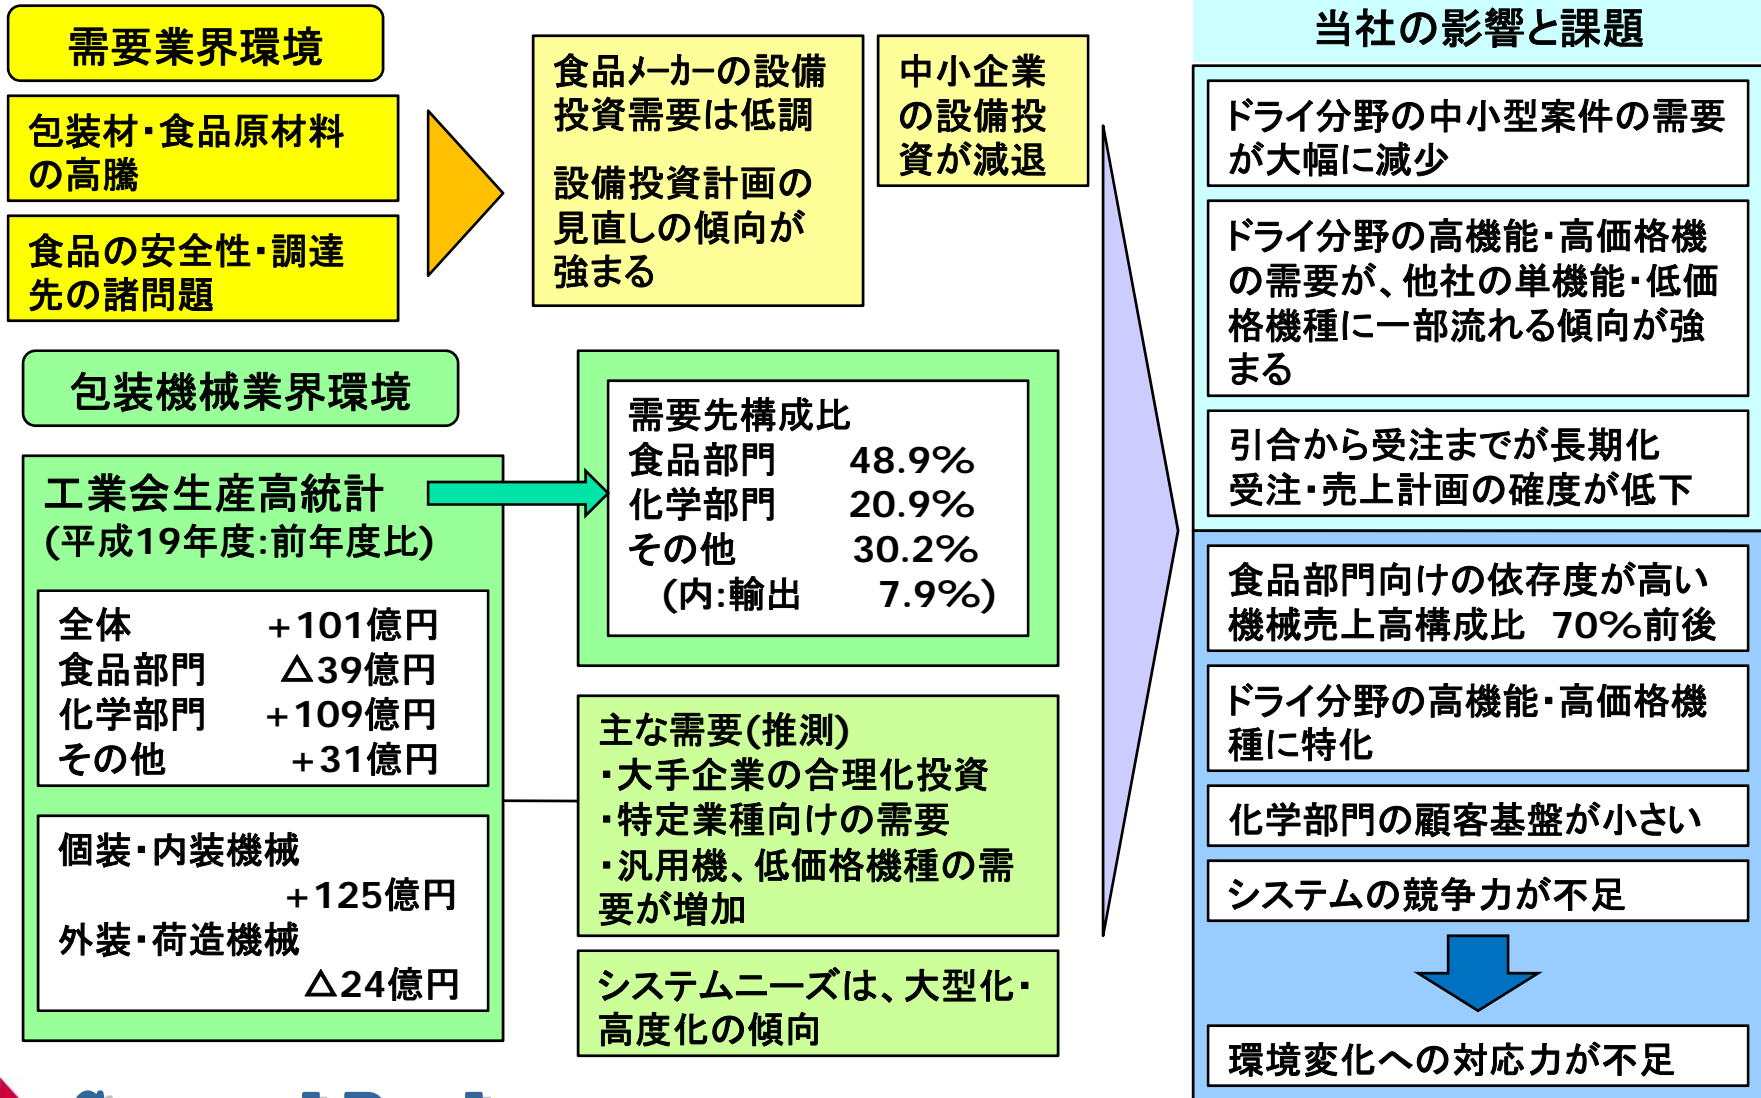 需要業界環境
包装材・食品原材料
の高騰
食品の安全性・調達
先の諸問題
食品メーカーの設備
投資需要は低調
設備投資計画の
見直しの傾向が
強まる
中小企業
の設備投
資が減退
包装機械業界環境
工業会生産高統計
(平成19年度:前年度比)
全体 +101億円
食品部門 △39億円
化学部門 +109億円
その他 +31億円
個装・内装機械
+125億円
外装・荷造機械
△24億円
需要先構成比
食品部門 48.9%
化学部門 20.9%
その他 30.2%
(内:輸出 7.9%)
主な需要(推測)
・大手企業の合理化投資
・特定業種向けの需要
・汎用機、低価格機種の需
要が増加
システムニーズは、大型化・
高度化の傾向
当社の影響と課題
ドライ分野の中小型案件の需要
が大幅に減少
ドライ分野の高機能・高価格機
の需要が、他社の単機能・低価
格機種に一部流れる傾向が強
まる
引合から受注までが長期化
受注・売上計画の確度が低下
食品部門向けの依存度が高い
機械売上高構成比 70%前後
ドライ分野の高機能・高価格機
種に特化
化学部門の顧客基盤が小さい
システムの競争力が不足
環境変化への対応力が不足